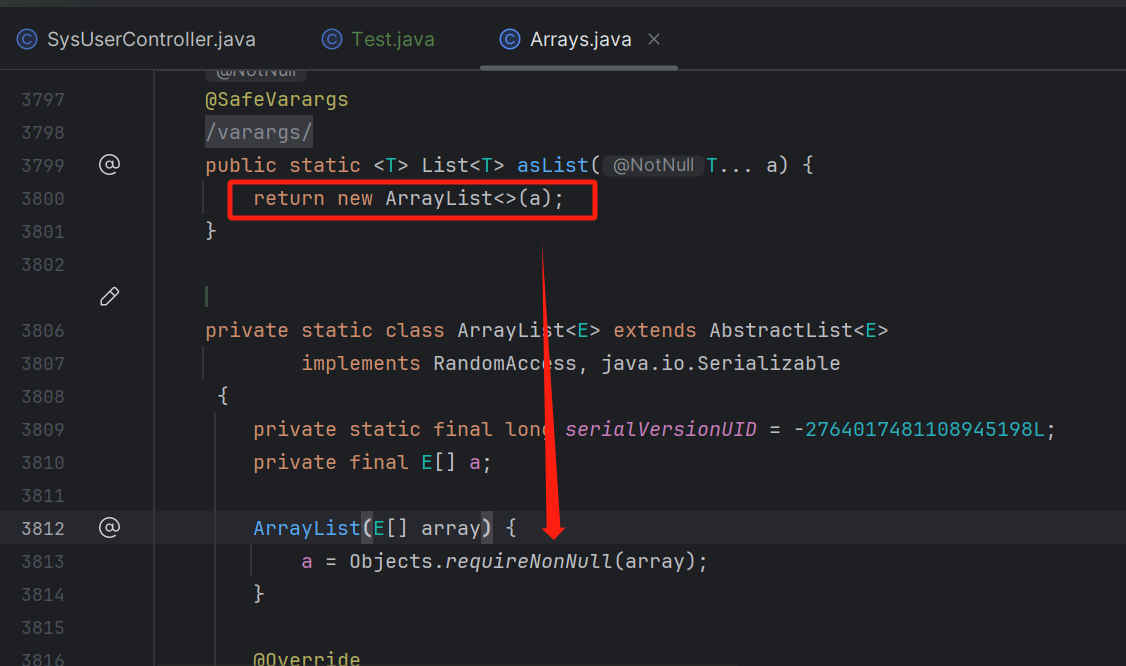 SysUserController.java Test.java Arrays.java
@NotNull
3797 @SafeVarargs
3798 /varargs/
3799 public static <T> List<T> asList( @NotNull T... a) {
3800 return new ArrayList<>(a);
3801 }
3802
3806 private static class ArrayList<E> extends AbstractList<E>
3807 implements RandomAccess, java.io.Serializable
3808 {
3809 private static final long serialVersionUID = -2764017481108945198L;
3810 private final E[] a;
3811
3812 ArrayList(E[] array) {
3813 a = Objects.requireNonNull(array);
3814 }
3815
3816 @Override